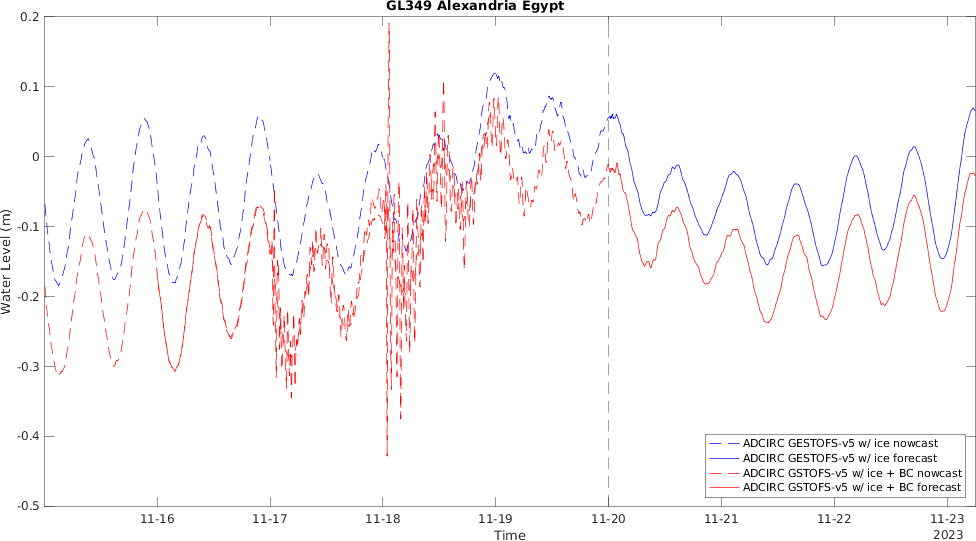 GL349 Alexandria Egypt
0.2
0.1
0
-0.1
-0.2
-0.3
-0.4
-0.5
Water Level (m)
11-16
11-17
11-18
11-19
11-20
11-21
11-22
11-23
2023
Time
ADCIRC GESTOFS-v5 w/ ice nowcast
ADCIRC GESTOFS-v5 w/ ice forecast
ADCIRC GSTOFS-v5 w/ ice + BC nowcast
ADCIRC GSTOFS-v5 w/ ice + BC forecast